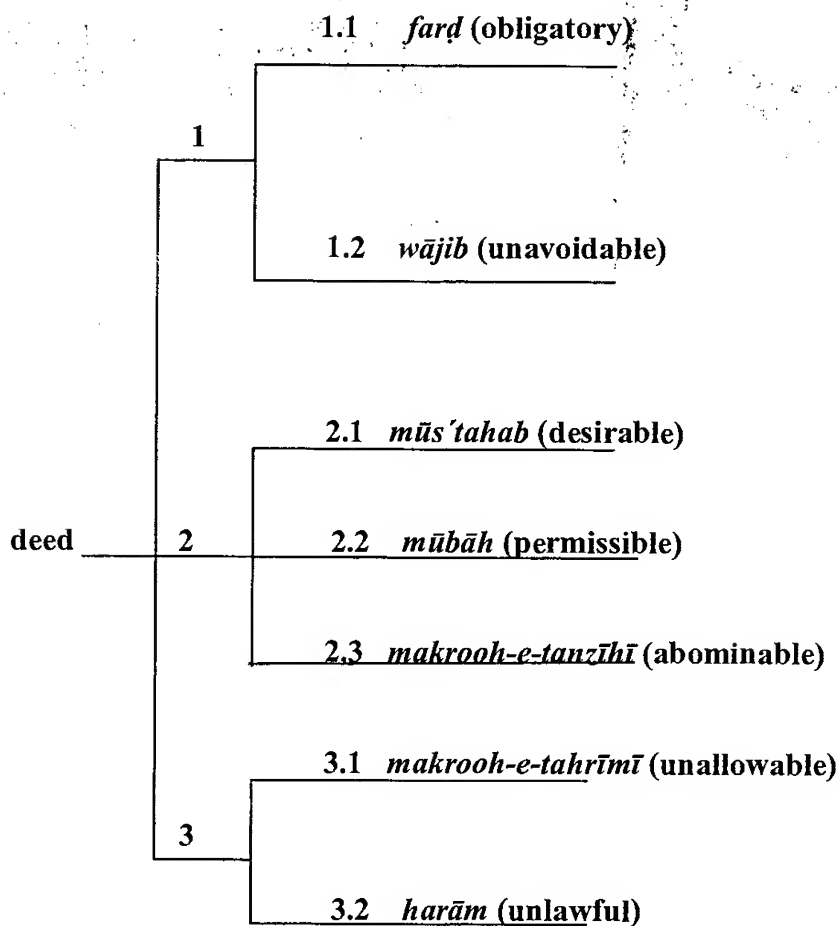 1.1 farḍ (obligatory)
1
1.2 wājib (unavoidable)
2.1 mūs´tahab (desirable)
deed 2 2.2 mūbāh (permissible)
2.3 makrooh-e-tanzīhī (abominable)
3.1 makrooh-e-tahrīmī (unallowable)
3
3.2 harām (unlawful)